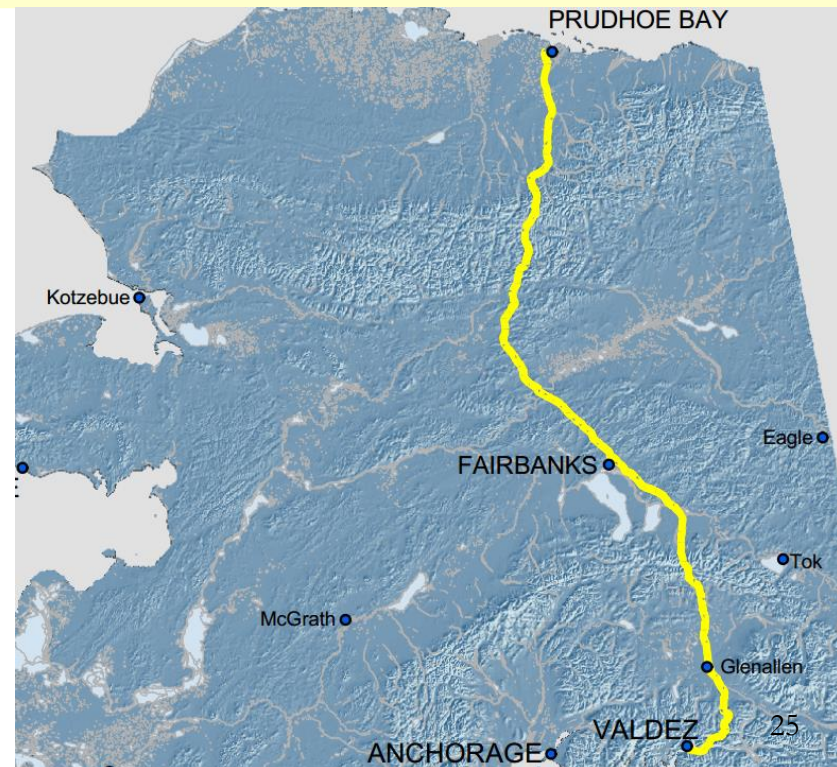 PRUDHOE BAY
Kotzebue
Eagle
FAIRBANKS
E
Tok
McGrath
Glenallen
VALDEZ
25
ANCHORAGE